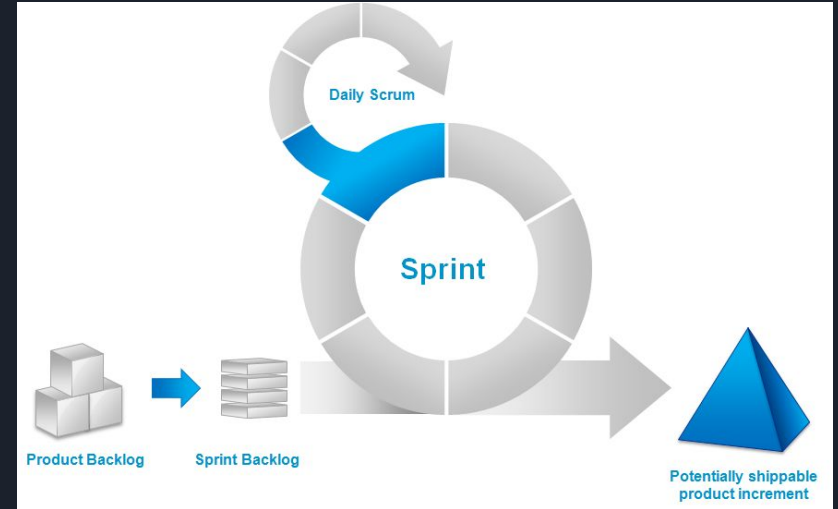 Daily Scrum
Sprint
Product Backlog
Sprint Backlog
Potentially shippable
product increment